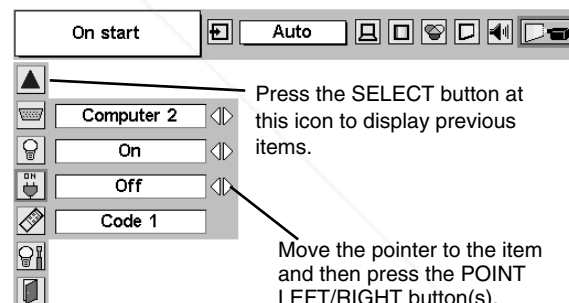 On start
Auto
Press the SELECT button at
this icon to display previous
items.
Computer 2
On
ON
Off
Code 1
Move the pointer to the item
and then press the POINT
LEFT/RIGHT button(s).